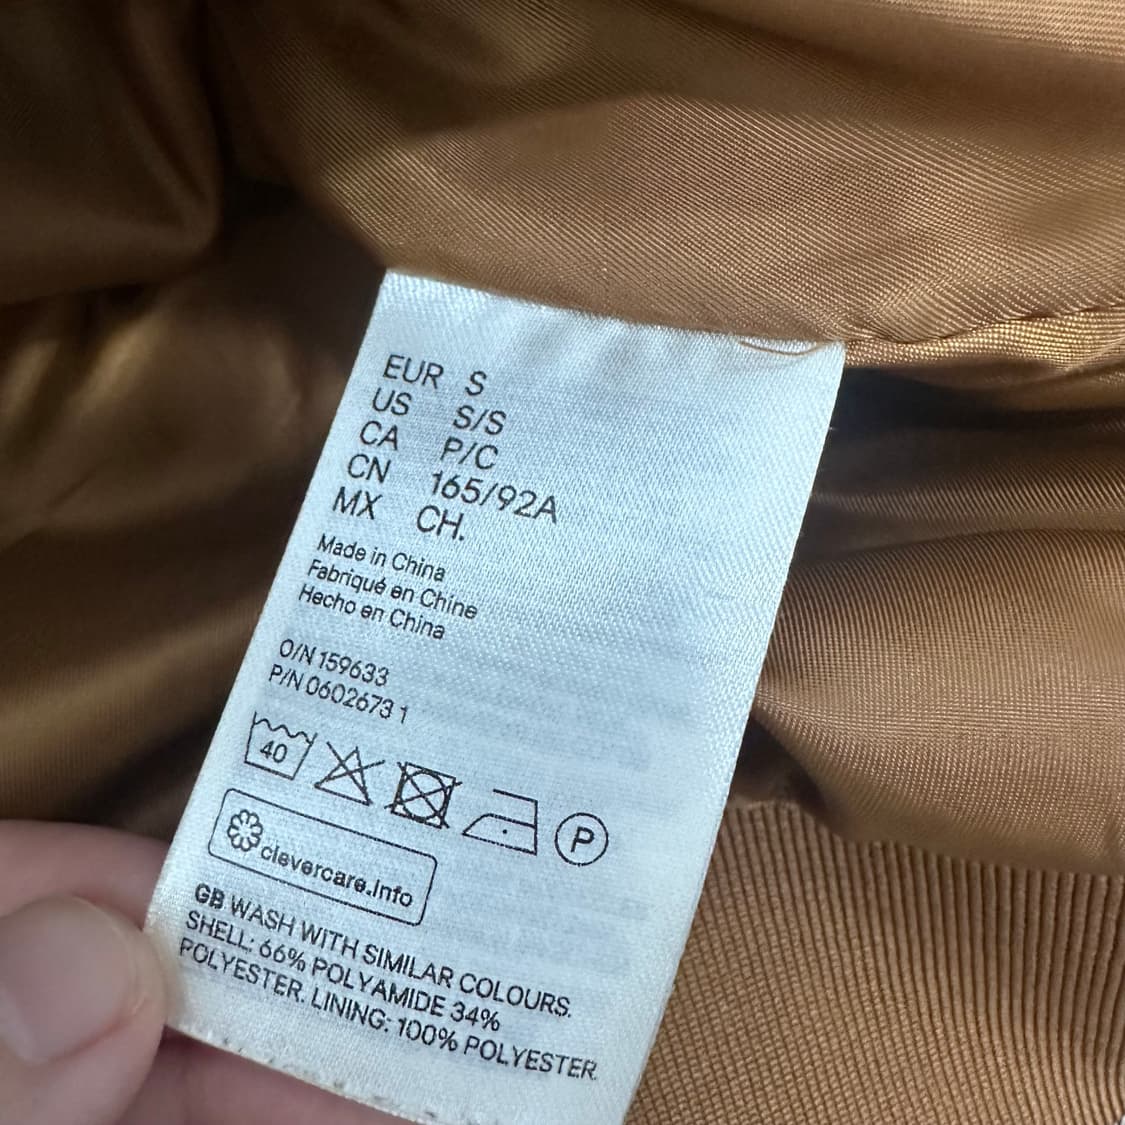 EUR S
US S/S
CA P/C
CN 165/92A
MX CH.
Made in China
Fabriqué en Chine
Hecho en China
O/N 159633
P/N 0602673 1
40
P
clevercare.info
GB WASH WITH SIMILAR COLOURS.
SHELL: 66% POLYAMIDE 34%
POLYESTER. LINING: 100% POLYESTER.